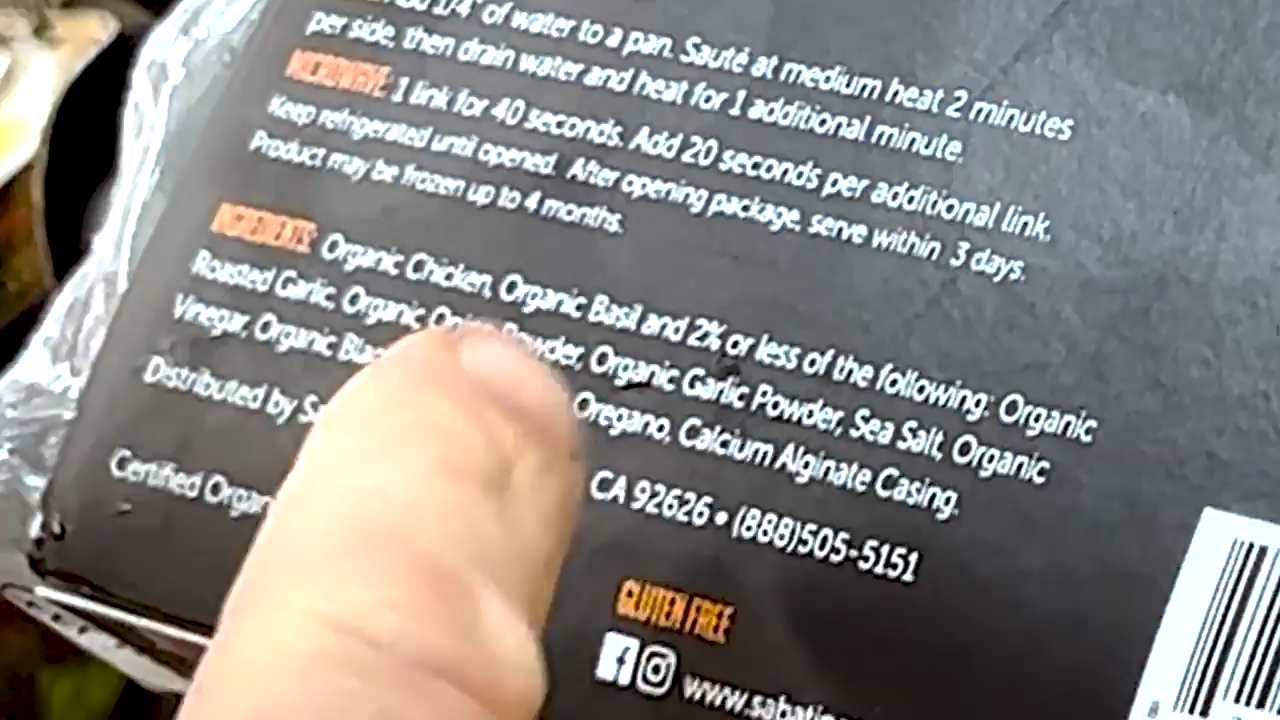 1/4" of water to a pan. Sauté at medium heat 2 minutes
per side, then drain water and heat for 1 additional minute.
MICROWAVE: 1 link for 40 seconds. Add 20 seconds per additional link.
Keep refrigerated until opened. After opening package, serve within 3 days.
Product may be frozen up to 4 months.
INGREDIENTS: Organic Chicken, Organic Basil and 2% or less of the following: Organic
Roasted Garlic, Organic Onion Powder, Organic Garlic Powder, Sea Salt, Organic
Vinegar, Organic Oregano, Calcium Alginate Casing.
Distributed by CA 92626 • (888)505-5151
Certified
GLUTEN FREE